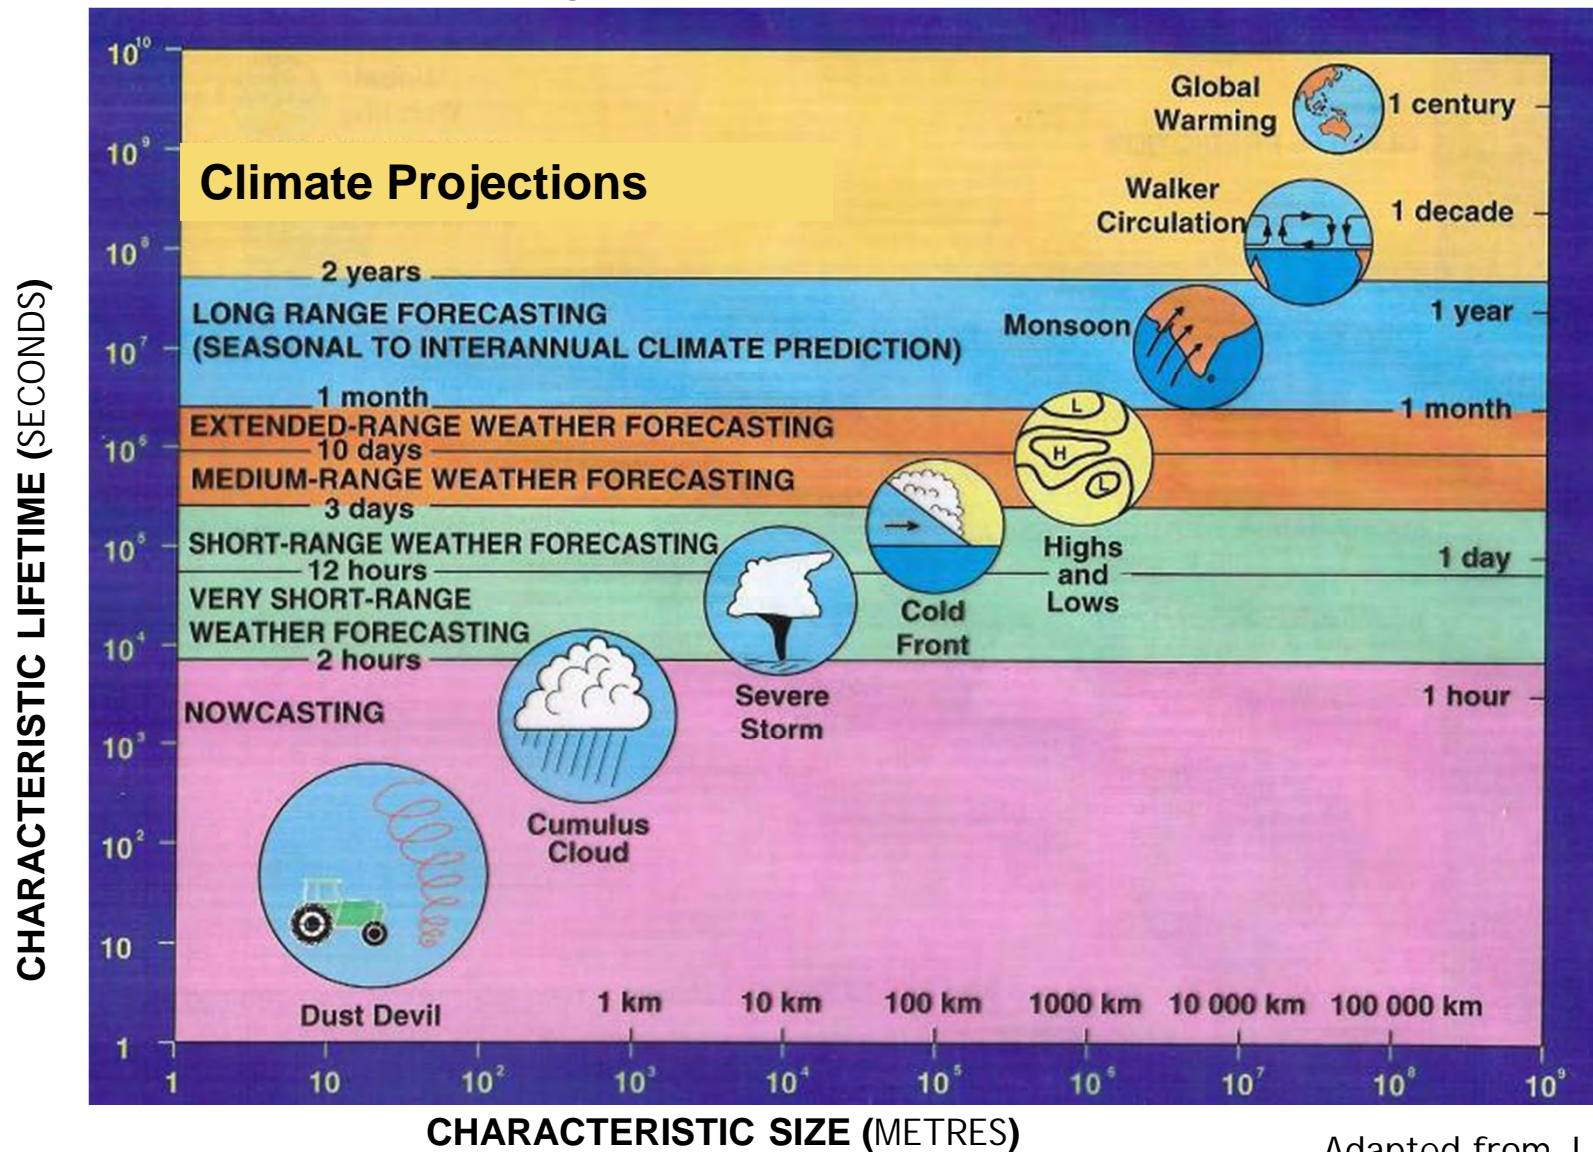 10¹⁰
10⁹
10⁸
10⁷
10⁶
10⁵
10⁴
10³
10²
10
1
CHARACTERISTIC LIFETIME (SECONDS)
Global
Warming
1 century
Climate Projections
Walker
Circulation
1 decade
2 years
LONG RANGE FORECASTING
(SEASONAL TO INTERANNUAL CLIMATE PREDICTION)
Monsoon
1 year
1 month
1 month
EXTENDED-RANGE WEATHER FORECASTING
10 days
MEDIUM-RANGE WEATHER FORECASTING
3 days
L
H
L
SHORT-RANGE WEATHER FORECASTING
12 hours
Highs
and
Lows
1 day
VERY SHORT-RANGE
WEATHER FORECASTING
2 hours
Cold
Front
NOWCASTING
Severe
Storm
1 hour
Cumulus
Cloud
Dust Devil
1 km 10 km 100 km 1000 km 10 000 km 100 000 km
1 10 10² 10³ 10⁴ 10⁵ 10⁶ 10⁷ 10⁸ 10⁹
CHARACTERISTIC SIZE (METRES)
Adapted from